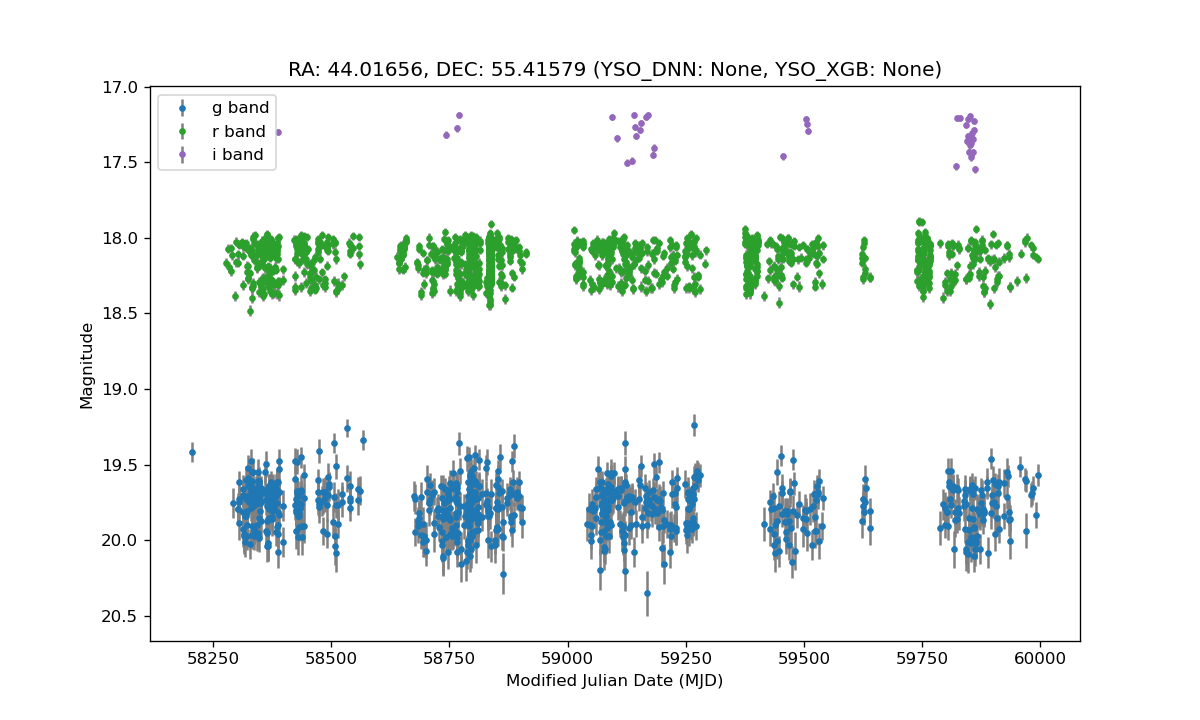 RA: 44.01656, DEC: 55.41579 (YSO_DNN: None, YSO_XGB: None)
g band
r band
i band
17.0
17.5
18.0
18.5
19.0
19.5
20.0
20.5
Magnitude
58250 58500 58750 59000 59250 59500 59750 60000
Modified Julian Date (MJD)